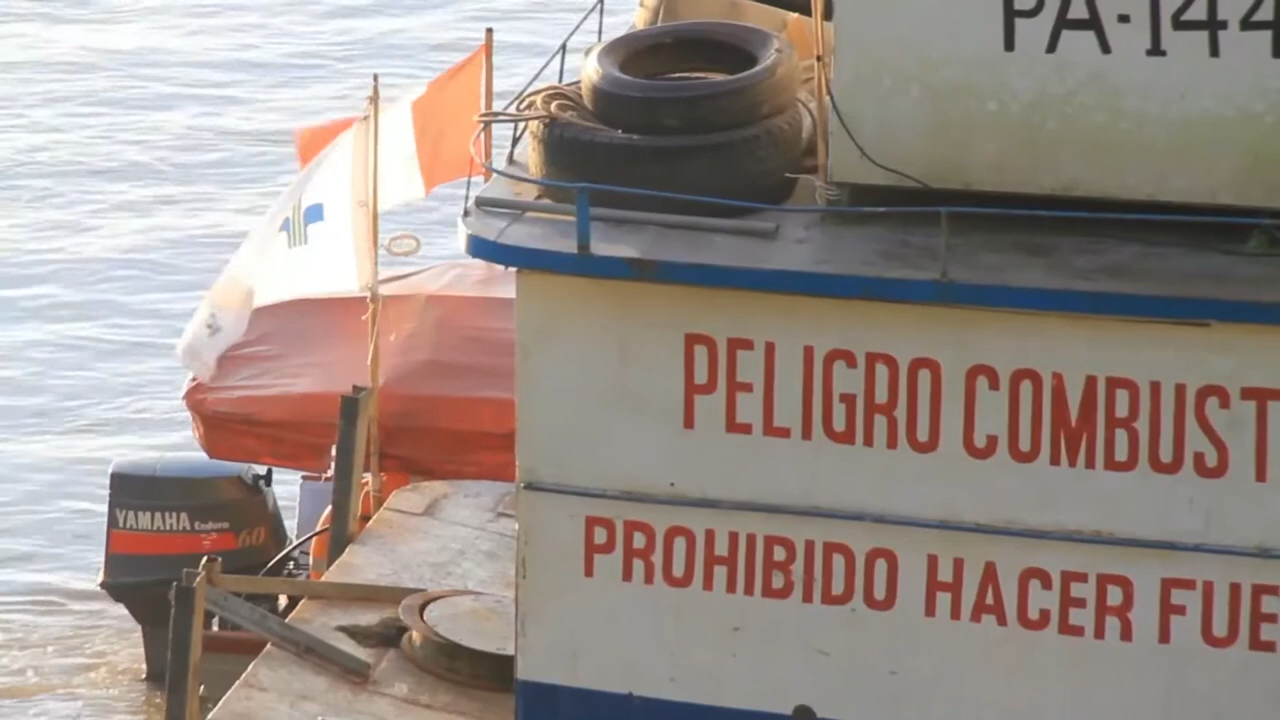 PA-144
PELIGRO COMBUST
PROHIBIDO HACER FUE
YAMAHA Enduro
60